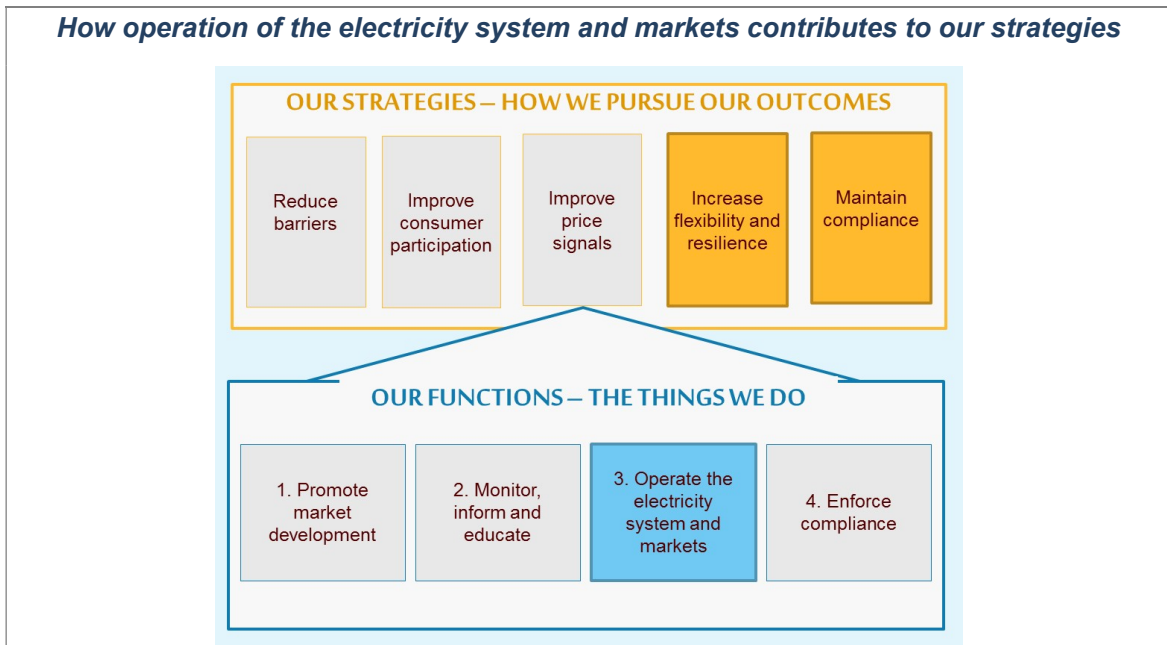 How operation of the electricity system and markets contributes to our strategies
OUR STRATEGIES – HOW WE PURSUE OUR OUTCOMES
Reduce
barriers
Improve
consumer
participation
Improve
price
signals
Increase
flexibility and
resilience
Maintain
compliance
OUR FUNCTIONS – THE THINGS WE DO
1. Promote
market
development
2. Monitor,
inform and
educate
3. Operate the
electricity
system and
markets
4. Enforce
compliance